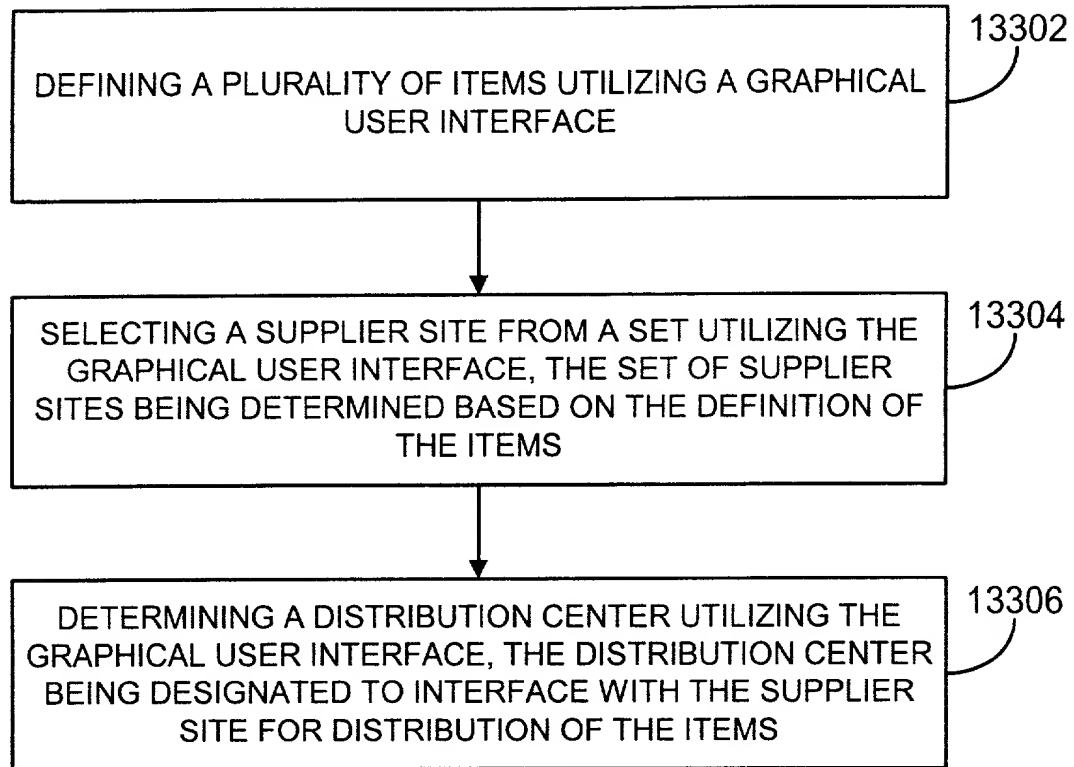 13302
DEFINING A PLURALITY OF ITEMS UTILIZING A GRAPHICAL
USER INTERFACE
13304
SELECTING A SUPPLIER SITE FROM A SET UTILIZING THE
GRAPHICAL USER INTERFACE, THE SET OF SUPPLIER
SITES BEING DETERMINED BASED ON THE DEFINITION OF
THE ITEMS
13306
DETERMINING A DISTRIBUTION CENTER UTILIZING THE
GRAPHICAL USER INTERFACE, THE DISTRIBUTION CENTER
BEING DESIGNATED TO INTERFACE WITH THE SUPPLIER
SITE FOR DISTRIBUTION OF THE ITEMS